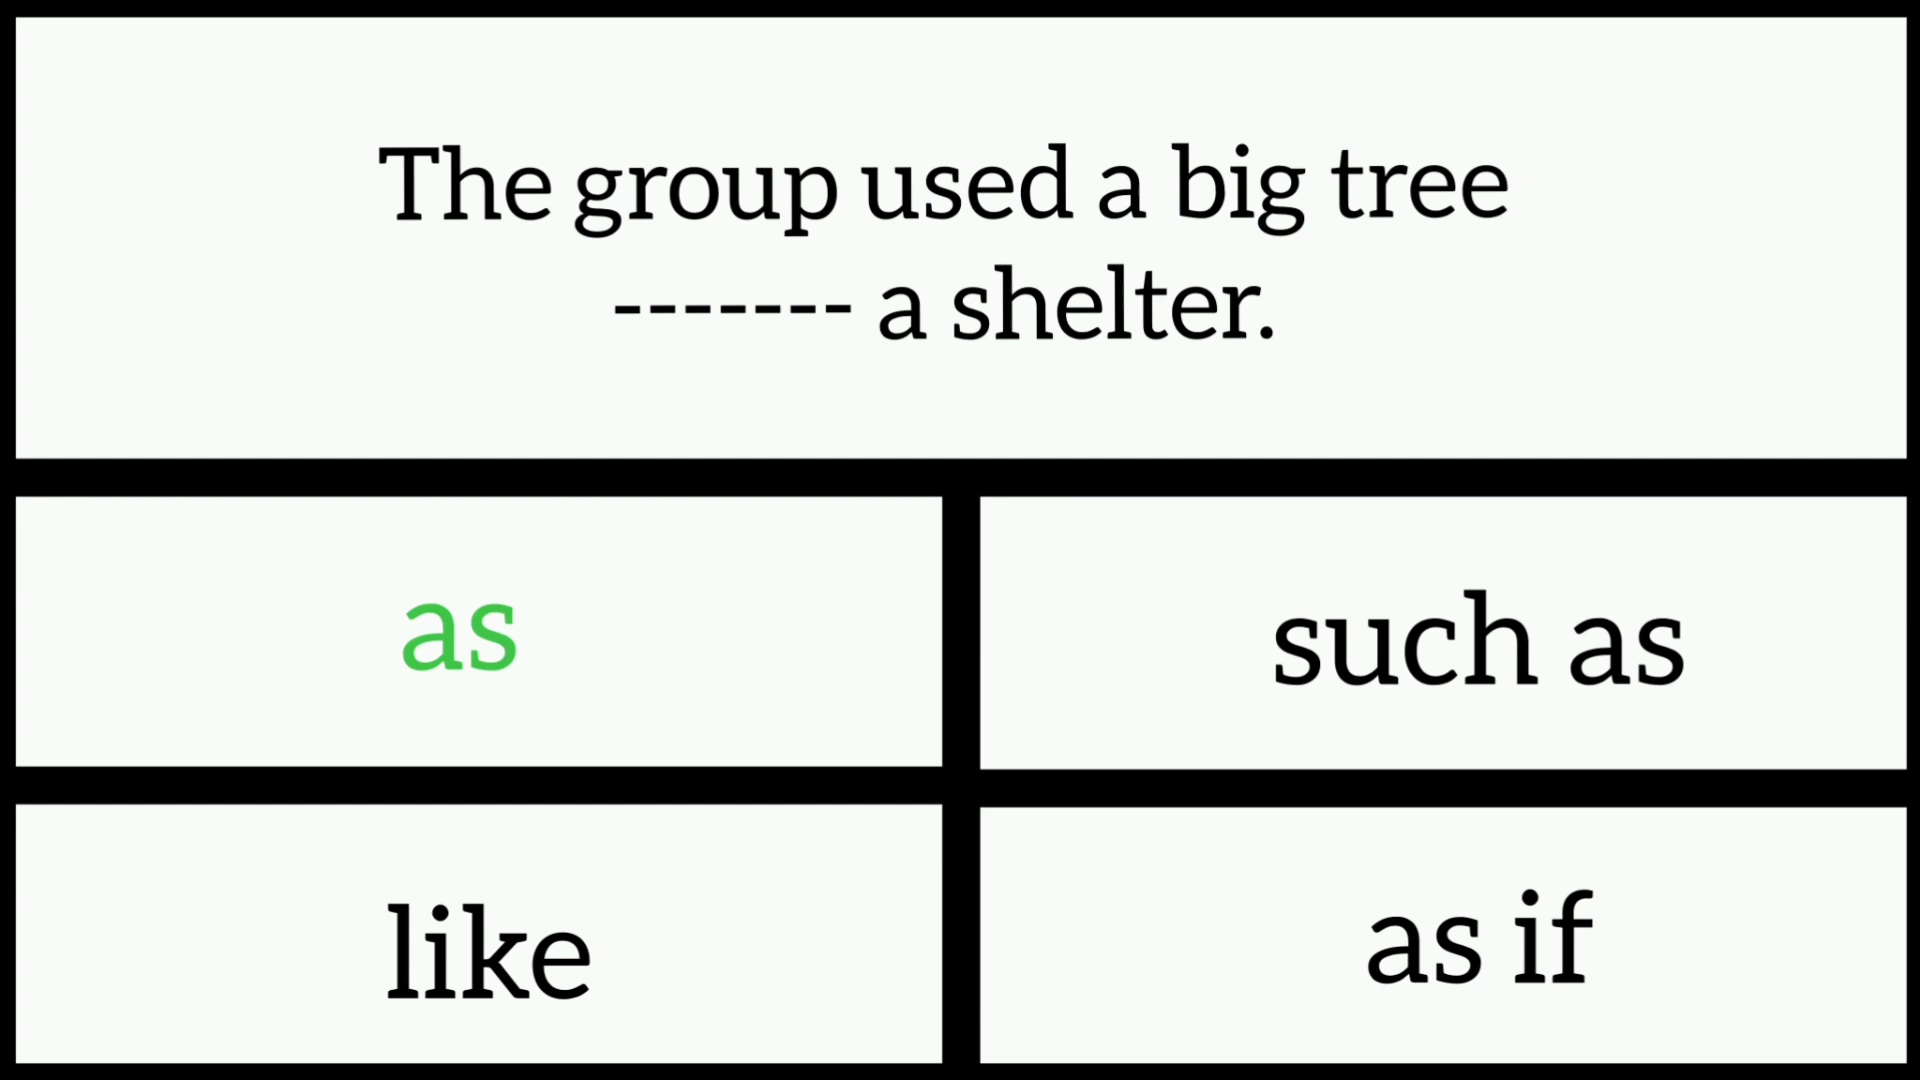 The group used a big tree
------- a shelter.
as
such as
like
as if